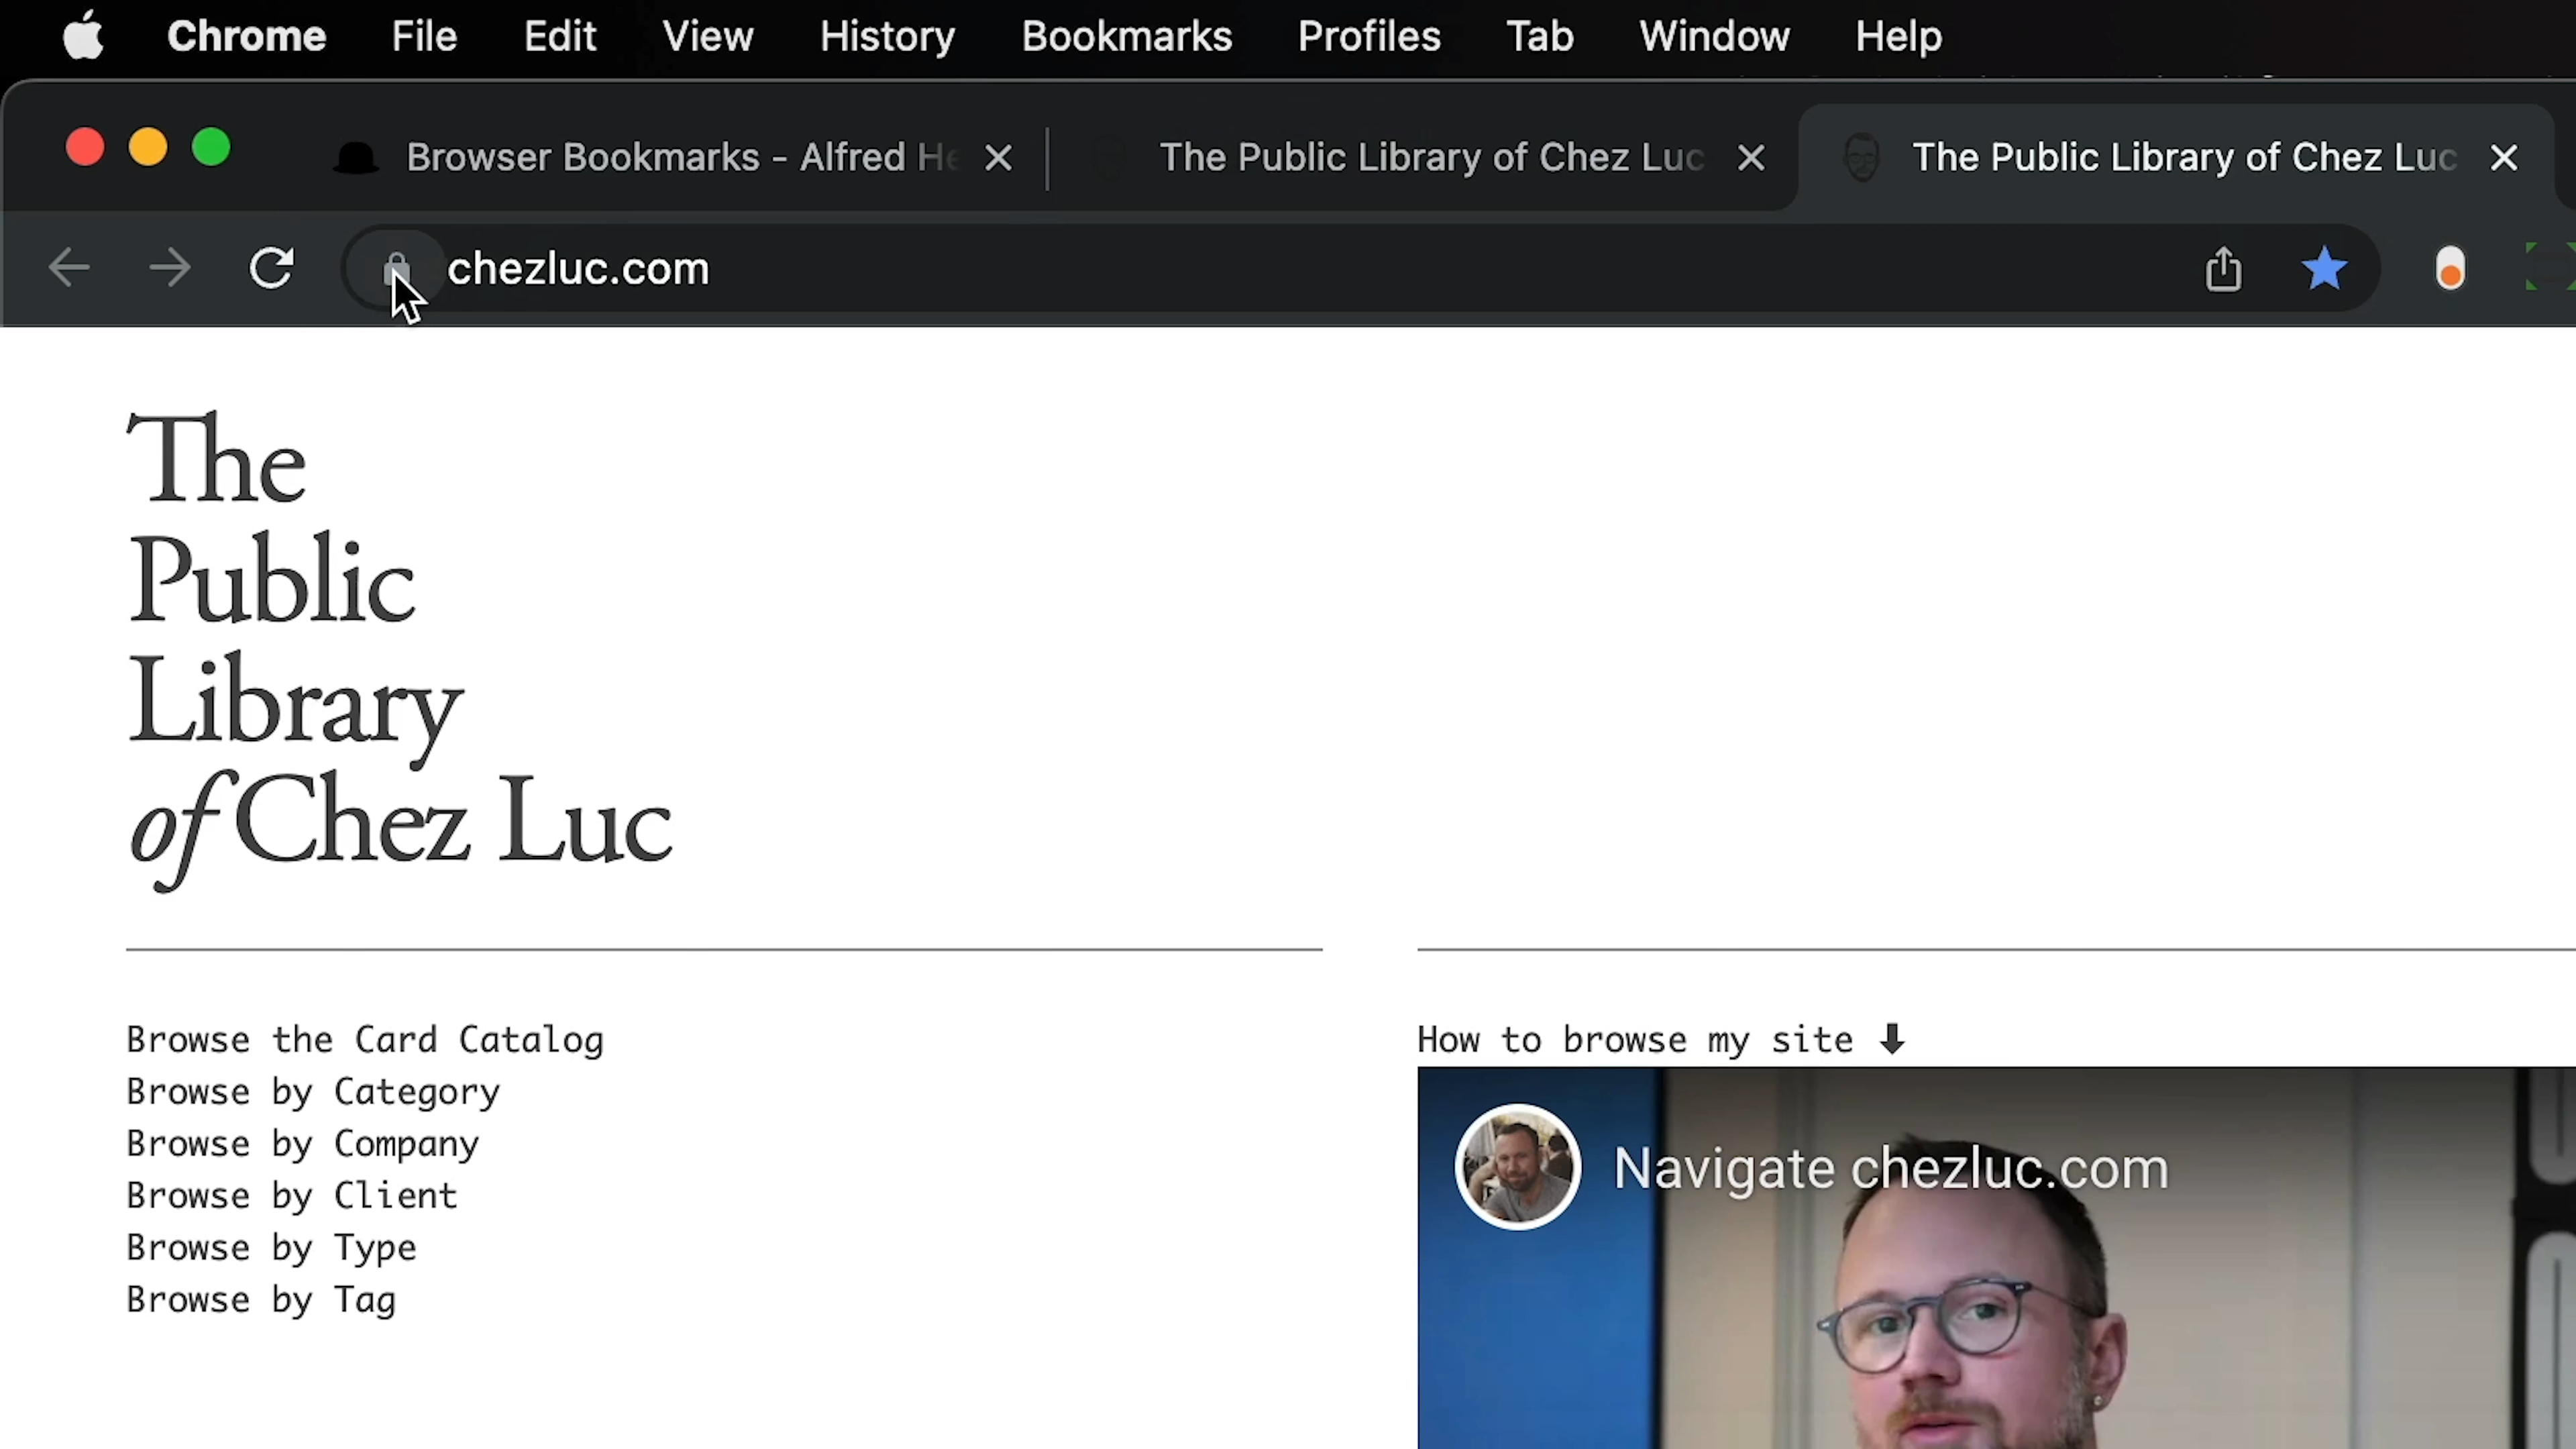 Chrome File Edit View History Bookmarks Profiles Tab Window Help
Browser Bookmarks - Alfred He
The Public Library of Chez Luc
The Public Library of Chez Luc
chezluc.com
The
Public
Library
of Chez Luc
Browse the Card Catalog
Browse by Category
Browse by Company
Browse by Client
Browse by Type
Browse by Tag
How to browse my site ⬇
Navigate chezluc.com